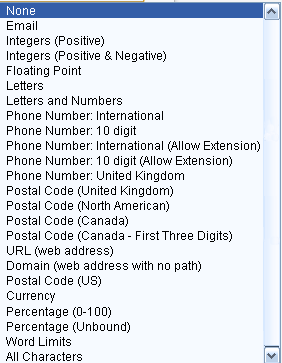 None
Email
Integers (Positive)
Integers (Positive & Negative)
Floating Point
Letters
Letters and Numbers
Phone Number: International
Phone Number: 10 digit
Phone Number: International (Allow Extension)
Phone Number: 10 digit (Allow Extension)
Phone Number: United Kingdom
Postal Code (United Kingdom)
Postal Code (North American)
Postal Code (Canada)
Postal Code (Canada - First Three Digits)
URL (web address)
Domain (web address with no path)
Postal Code (US)
Currency
Percentage (0-100)
Percentage (Unbound)
Word Limits
All Characters